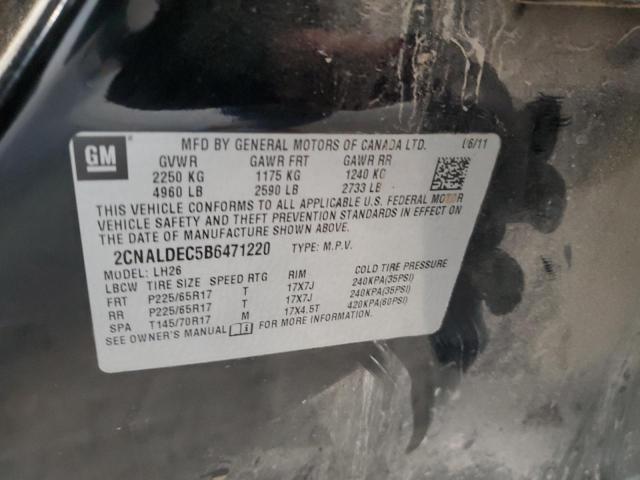 GM
MFD BY GENERAL MOTORS OF CANADA LTD. 06/11
GVWR GAWR FRT GAWR RR
2250 KG 1175 KG 1240 KG
4960 LB 2590 LB 2733 LB
THIS VEHICLE CONFORMS TO ALL APPLICABLE U.S. FEDERAL MOTOR
VEHICLE SAFETY AND THEFT PREVENTION STANDARDS IN EFFECT ON
THE DATE OF MANUFACTURE SHOWN ABOVE.
2CNALDEC5B6471220 TYPE: M.P.V.
MODEL: LH26
LBCW TIRE SIZE SPEED RTG RIM COLD TIRE PRESSURE
FRT P225/65R17 T 17X7J 240KPA(35PSI)
RR P225/65R17 T 17X7J 240KPA(35PSI)
SPA T145/70R17 M 17X4.5T 420KPA(60PSI)
SEE OWNER'S MANUAL